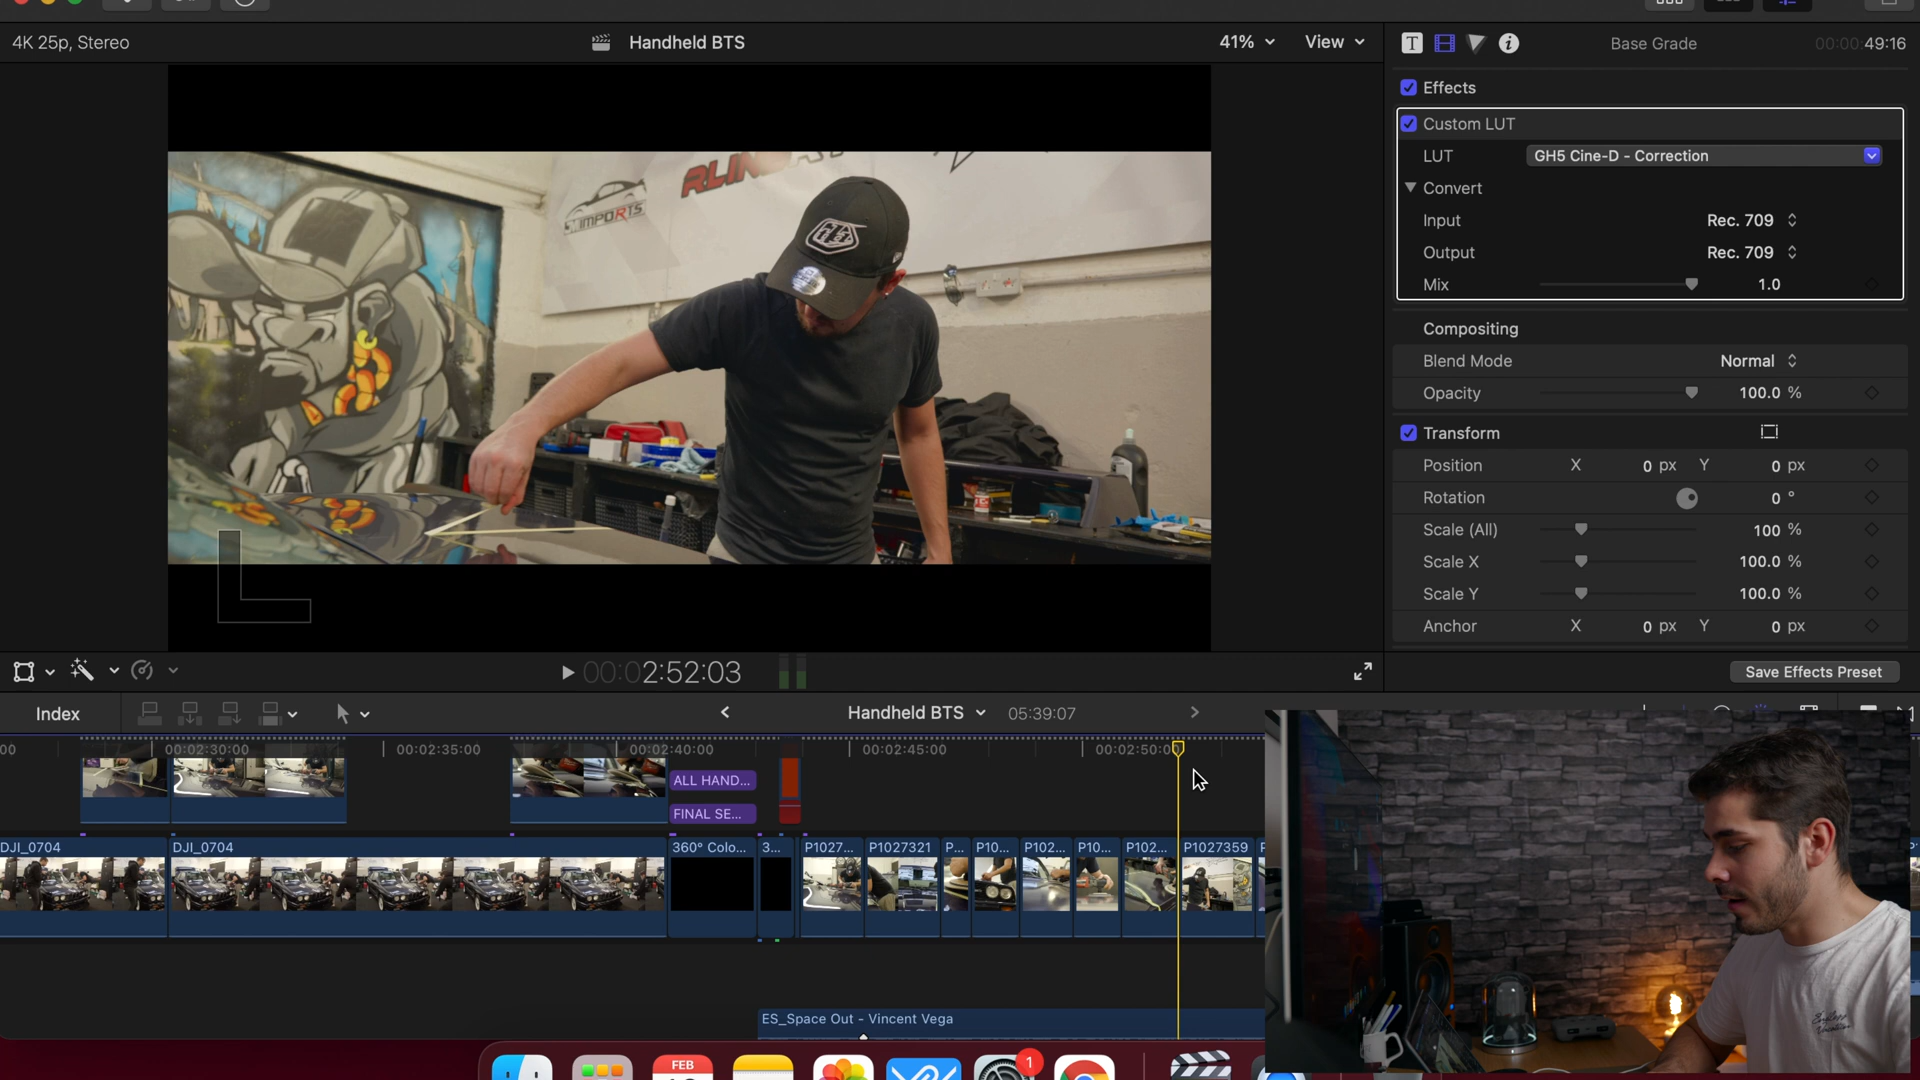 4K 25p, Stereo
Handheld BTS
41%
View
T
Base Grade
00:00:49:16
Effects
Custom LUT
LUT
GH5 Cine-D - Correction
Convert
Input
Rec. 709
Output
Rec. 709
Mix
1.0
Compositing
Blend Mode
Normal
Opacity
100.0 %
Transform
Position
X
0 px
Y
0 px
Rotation
0 °
Scale (All)
100 %
Scale X
100.0 %
Scale Y
100.0 %
Anchor
X
0 px
Y
0 px
IMPORTS
00:02:52:03
Save Effects Preset
Index
Handheld BTS
05:39:07
00
00:02:30:00
00:02:35:00
00:02:40:00
00:02:45:00
00:02:50:00
ALL HAND...
FINAL SE...
DJI_0704
DJI_0704
360° Colo...
3...
P1027...
P1027321
P...
P10...
P102...
P10...
P102...
P1027359
ES_Space Out - Vincent Vega
FEB
1